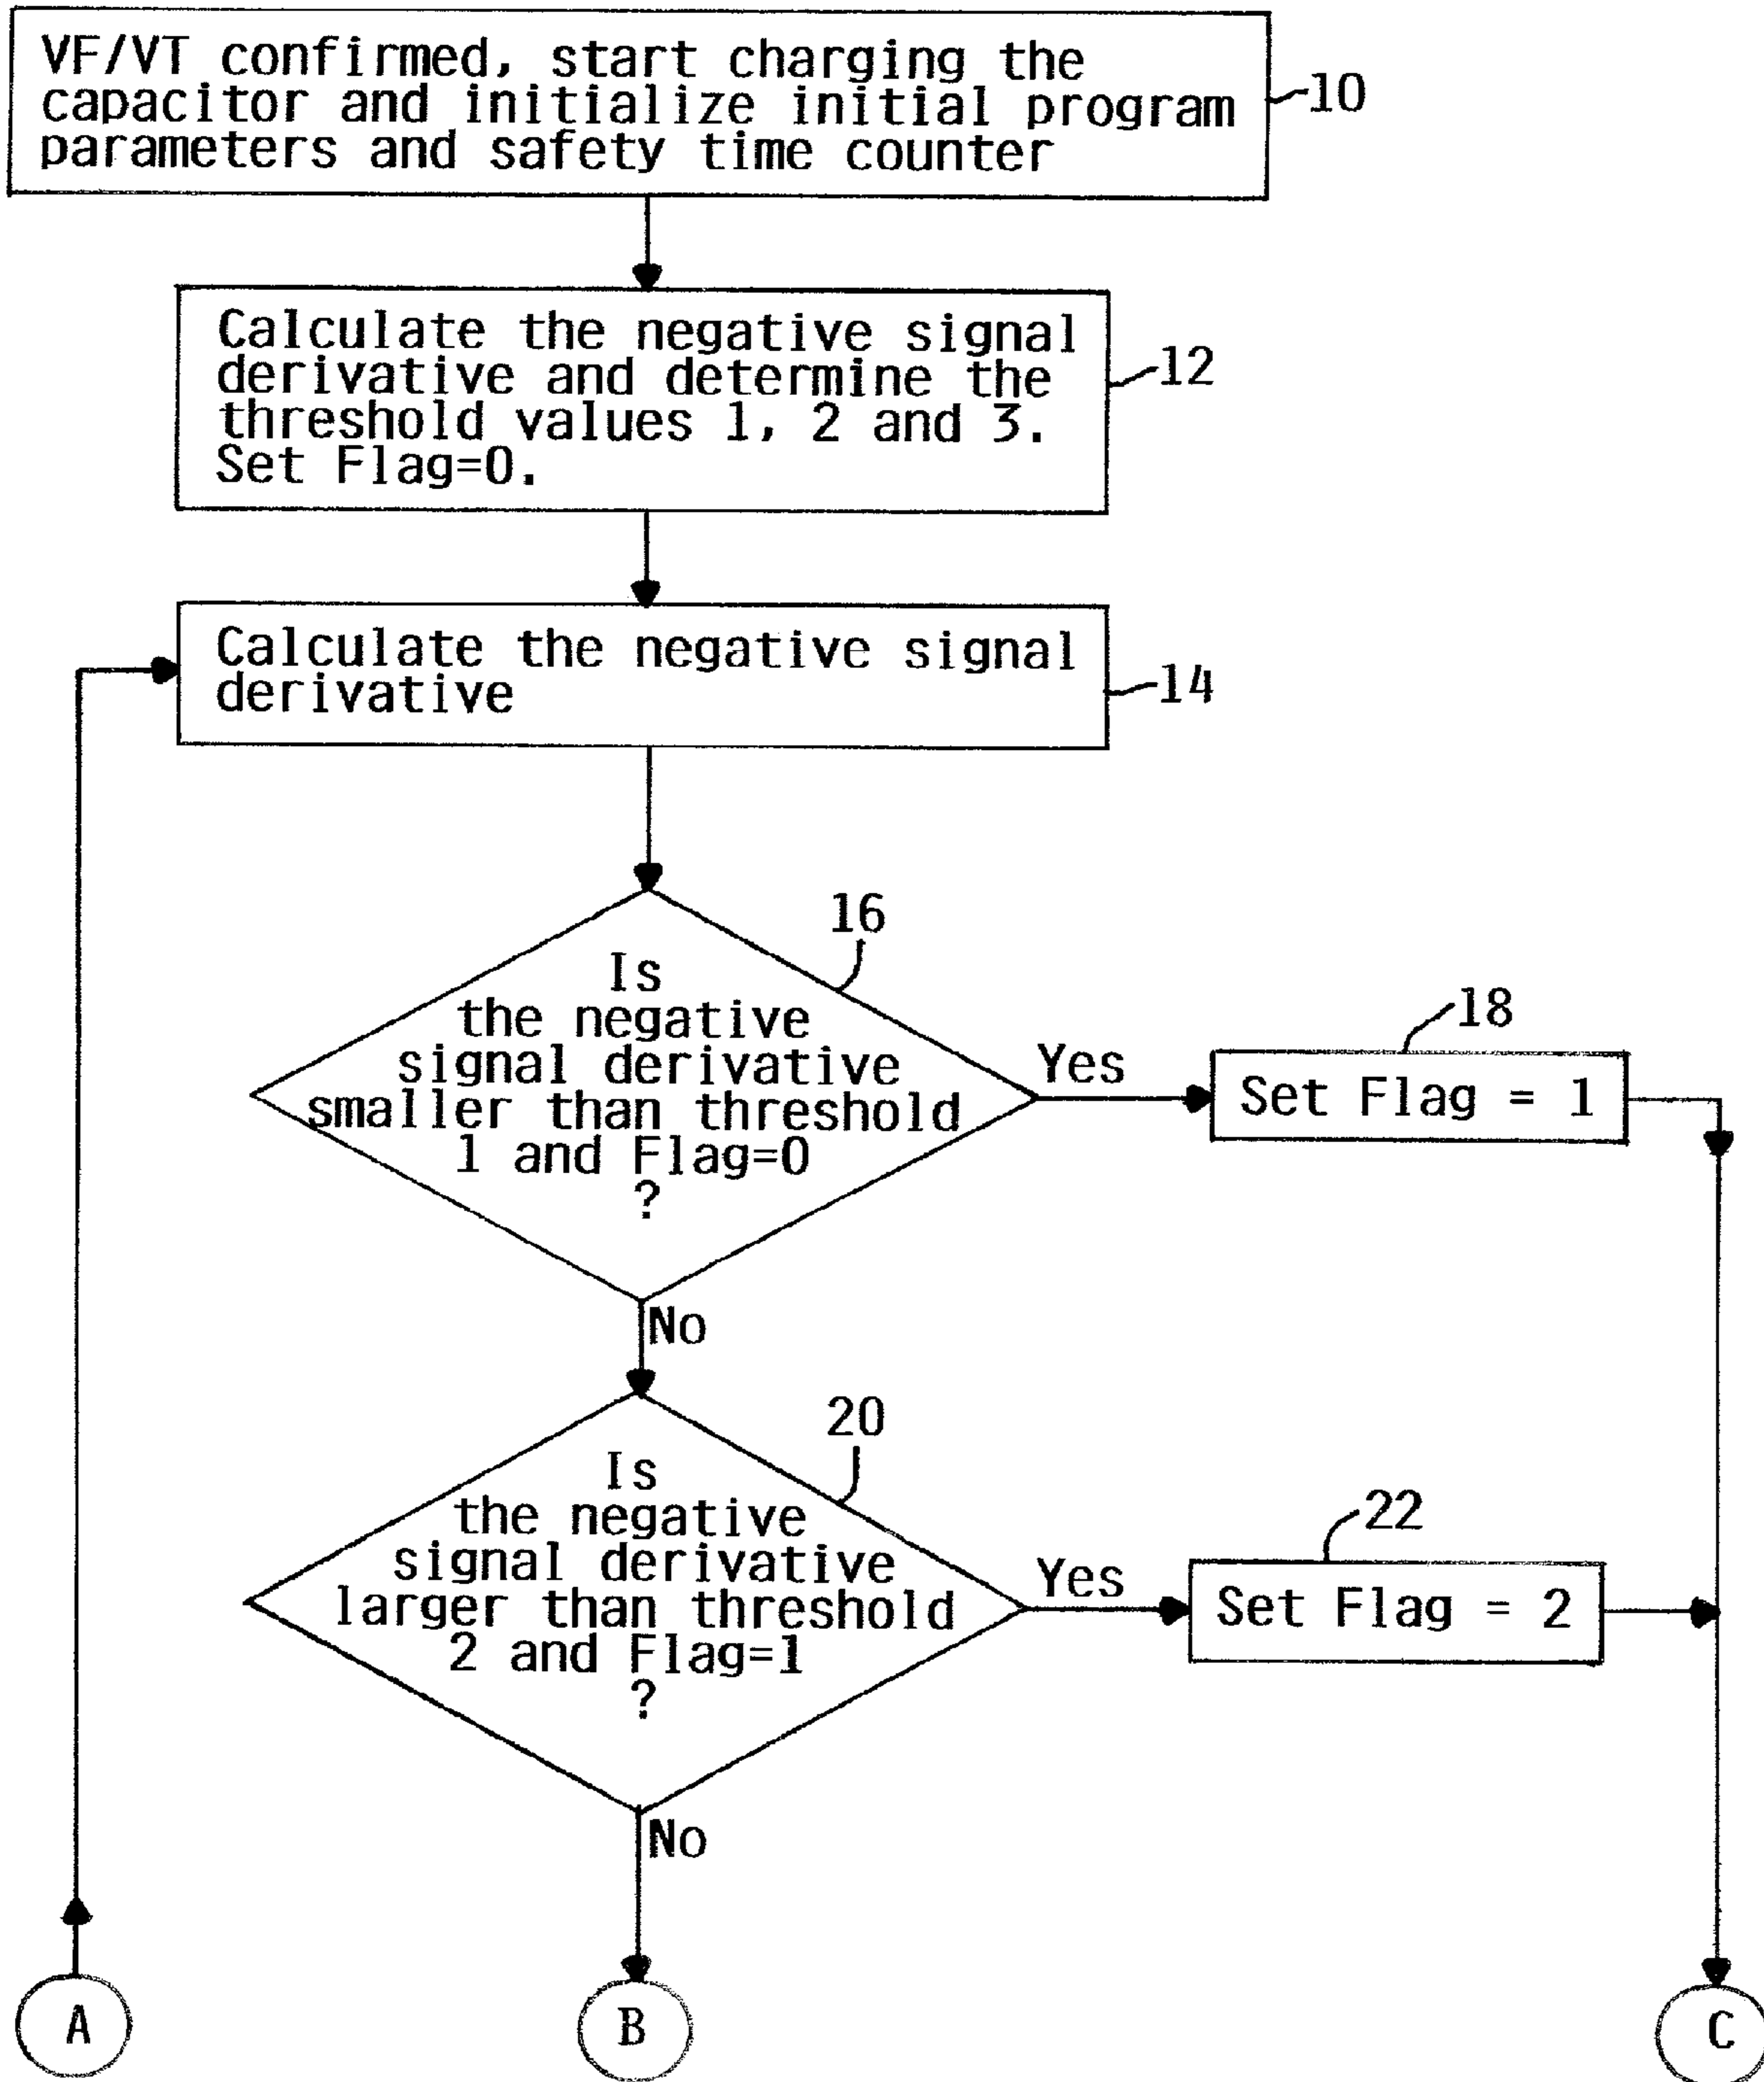 VF/VT confirmed, start charging the
capacitor and initialize initial program
parameters and safety time counter
10
Calculate the negative signal
derivative and determine the
threshold values 1, 2 and 3.
Set Flag=0.
12
Calculate the negative signal
derivative
14
16
Is
the negative
signal derivative
smaller than threshold
1 and Flag=0
?
Yes
18
Set Flag = 1
No
20
Is
the negative
signal derivative
larger than threshold
2 and Flag=1
?
Yes
22
Set Flag = 2
No
A
B
C